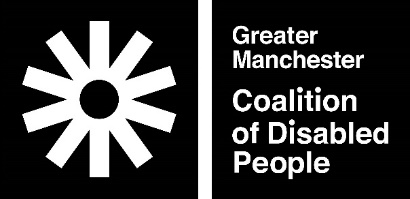 Greater
Manchester
Coalition
of Disabled
People